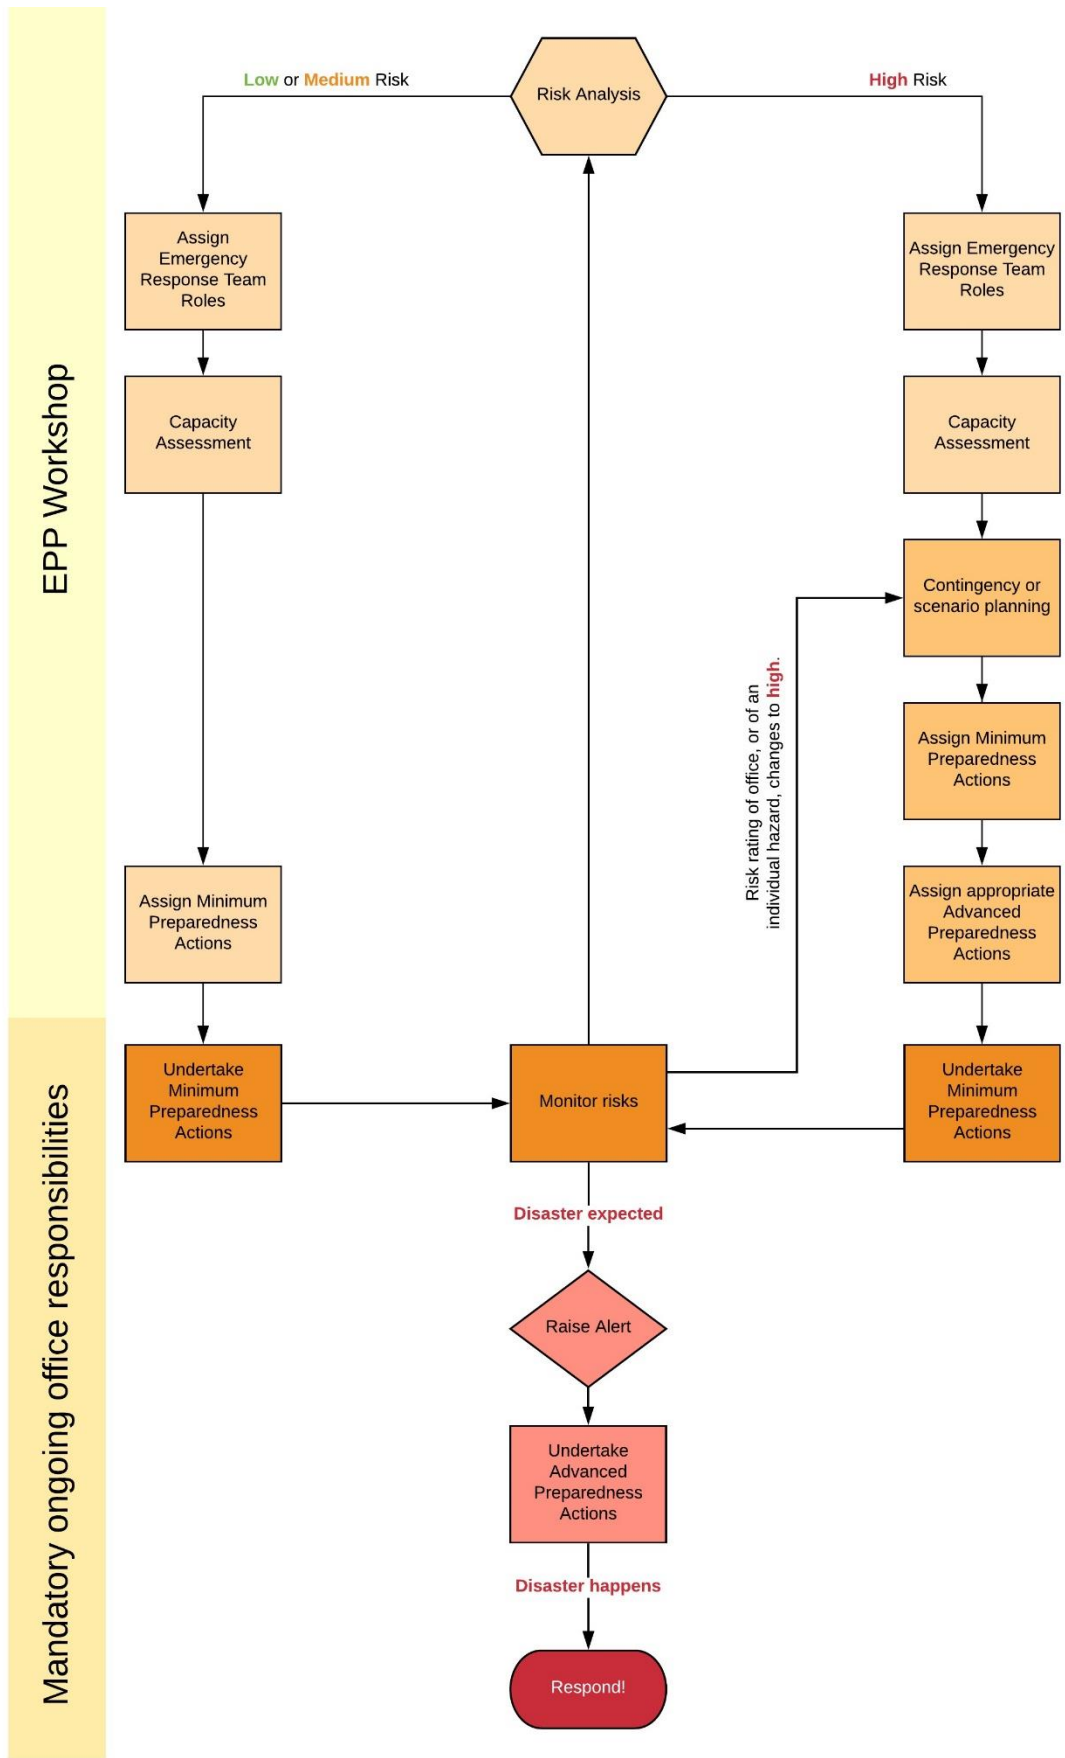 Low or Medium Risk
Risk Analysis
High Risk
Assign
Emergency
Response Team
Roles
Assign Emergency
Response Team
Roles
Capacity
Assessment
Capacity
Assessment
EPP Workshop
Contingency or
scenario planning
Risk rating of office, or of an
individual hazard, changes to high.
Assign Minimum
Preparedness
Actions
Assign Minimum
Preparedness
Actions
Assign appropriate
Advanced
Preparedness
Actions
Undertake
Minimum
Preparedness
Actions
Monitor risks
Undertake
Minimum
Preparedness
Actions
Mandatory ongoing office responsibilities
Disaster expected
Raise Alert
Undertake
Advanced
Preparedness
Actions
Disaster happens
Respond!